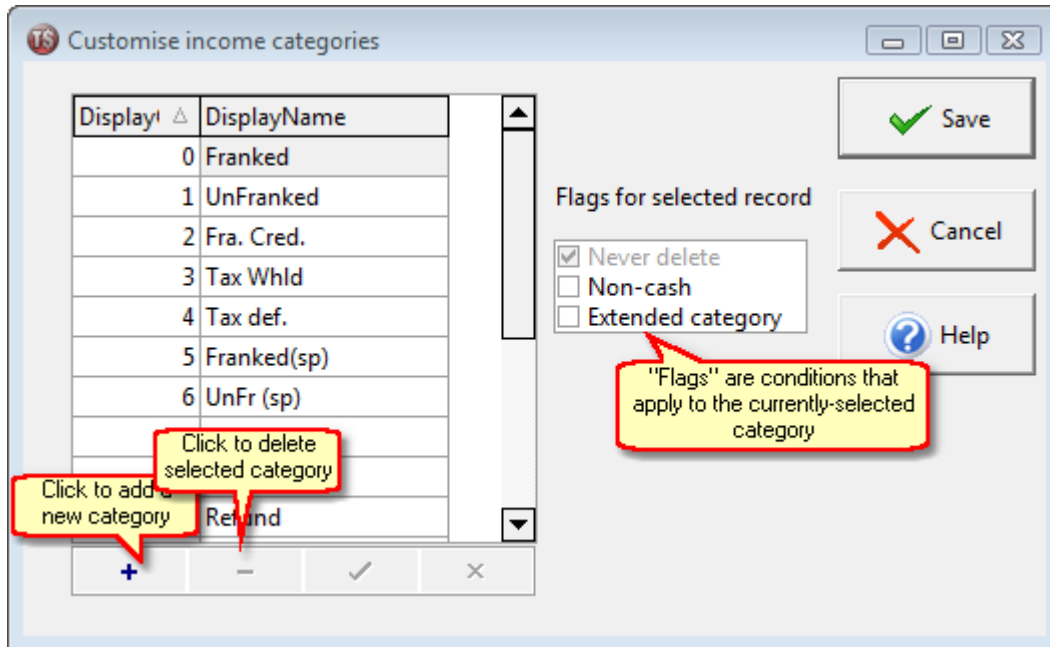 TS Customise income categories
Display DisplayName
0 Franked
1 UnFranked
2 Fra. Cred.
3 Tax Whld
4 Tax def.
5 Franked(sp)
6 UnFr (sp)
Refund
Click to delete
selected category
Click to add a
new category
Flags for selected record
Never delete
Non-cash
Extended category
"Flags" are conditions that
apply to the currently-selected
category
Save
Cancel
Help